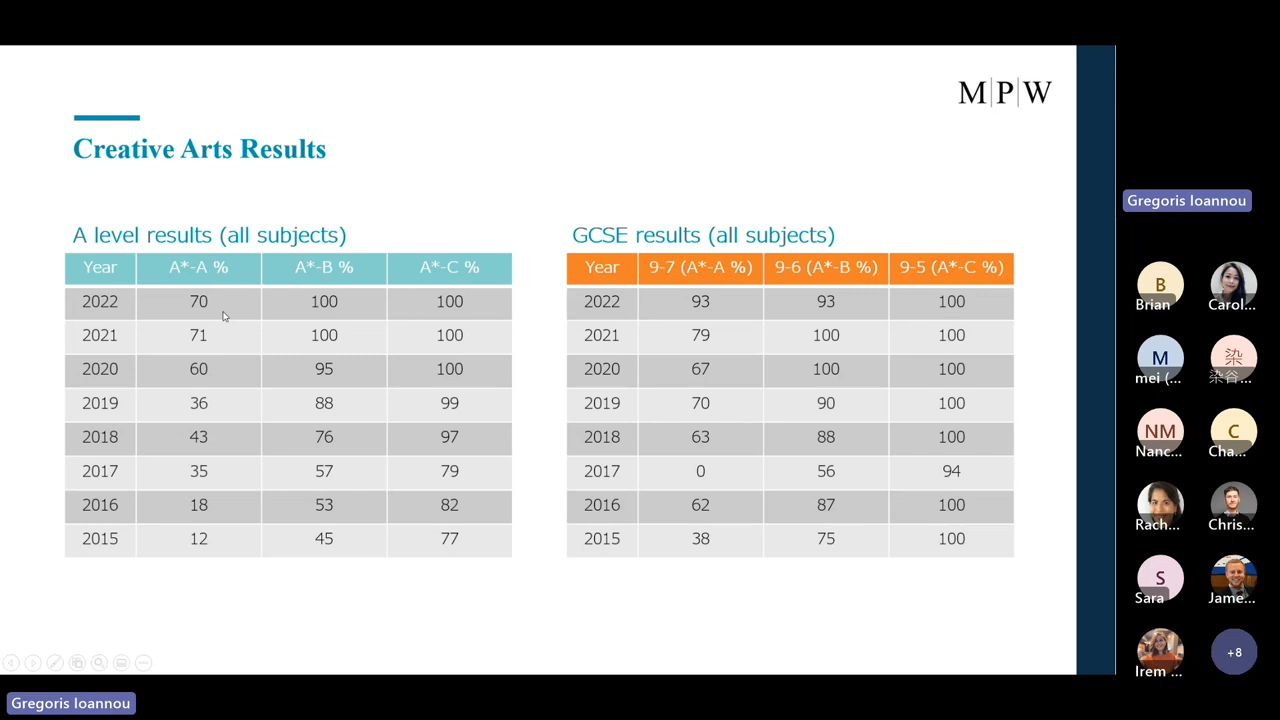 M|P|W
Creative Arts Results
A level results (all subjects)
Year A*-A % A*-B % A*-C %
2022 70 100 100
2021 71 100 100
2020 60 95 100
2019 36 88 99
2018 43 76 97
2017 35 57 79
2016 18 53 82
2015 12 45 77
GCSE results (all subjects)
Year 9-7 (A*-A %) 9-6 (A*-B %) 9-5 (A*-C %)
2022 93 93 100
2021 79 100 100
2020 67 100 100
2019 70 90 100
2018 63 88 100
2017 0 56 94
2016 62 87 100
2015 38 75 100
Gregoris Ioannou
B
Brian Carol...
M 染
mei (... 染谷...
NM C
Nanc... Cha...
Rach... Chris...
S
Sara Jame...
Irem ... +8
Gregoris Ioannou